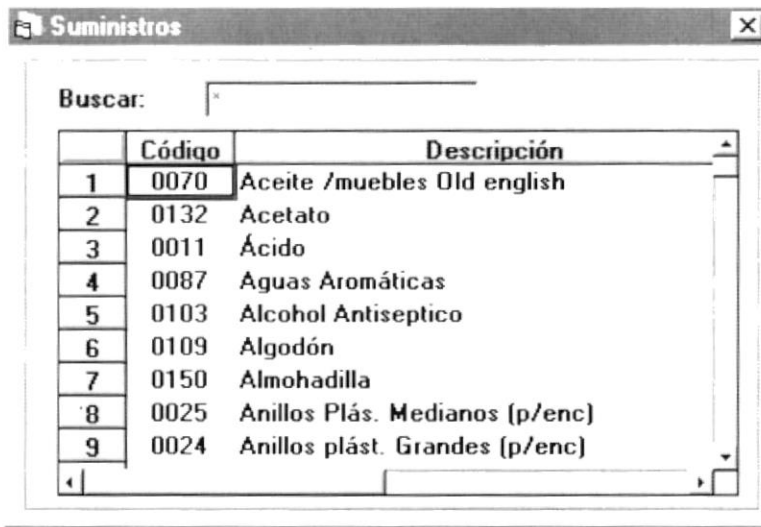 Suministros
Buscar:
Código Descripción
1 0070 Aceite /muebles Old english
2 0132 Acetato
3 0011 Ácido
4 0087 Aguas Aromáticas
5 0103 Alcohol Antiseptico
6 0109 Algodón
7 0150 Almohadilla
8 0025 Anillos Plás. Medianos (p/enc)
9 0024 Anillos plást. Grandes (p/enc)